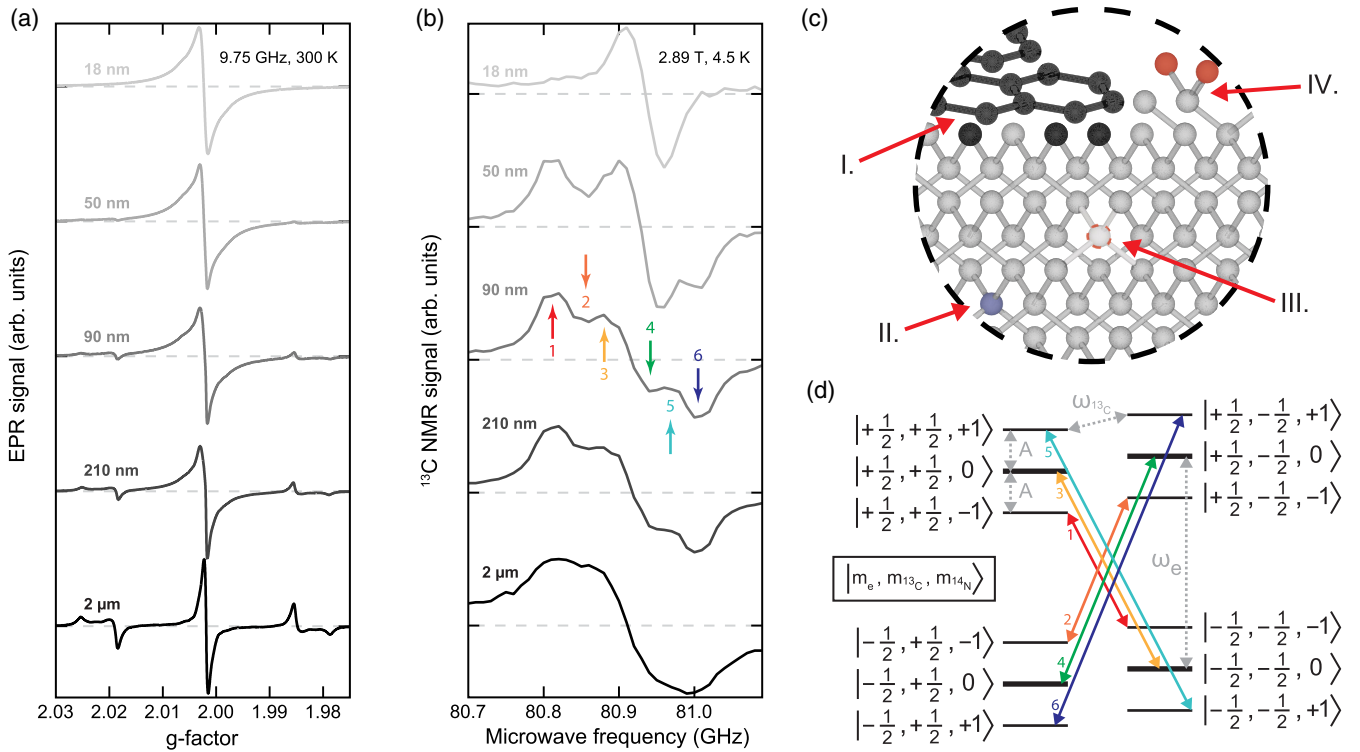 (a)
9.75 GHz, 300 K
18 nm
50 nm
90 nm
210 nm
2 µm
EPR signal (arb. units)
2.03 2.02 2.01 2.00 1.99 1.98
g-factor
(b)
2.89 T, 4.5 K
18 nm
50 nm
90 nm
210 nm
2 µm
1
2
3
4
5
6
¹³C NMR signal (arb. units)
80.7 80.8 80.9 81.0
Microwave frequency (GHz)
(c)
I.
II.
III.
IV.
(d)
|+1/2, +1/2, +1⟩
|+1/2, +1/2, 0⟩
|+1/2, +1/2, -1⟩
A
A
ω¹³C
|+1/2, -1/2, +1⟩
|+1/2, -1/2, 0⟩
|+1/2, -1/2, -1⟩
5
3
1
|mₑ, m¹³C, m¹⁴N⟩
ωₑ
2
4
6
|-1/2, +1/2, -1⟩
|-1/2, +1/2, 0⟩
|-1/2, +1/2, +1⟩
|-1/2, -1/2, -1⟩
|-1/2, -1/2, 0⟩
|-1/2, -1/2, +1⟩